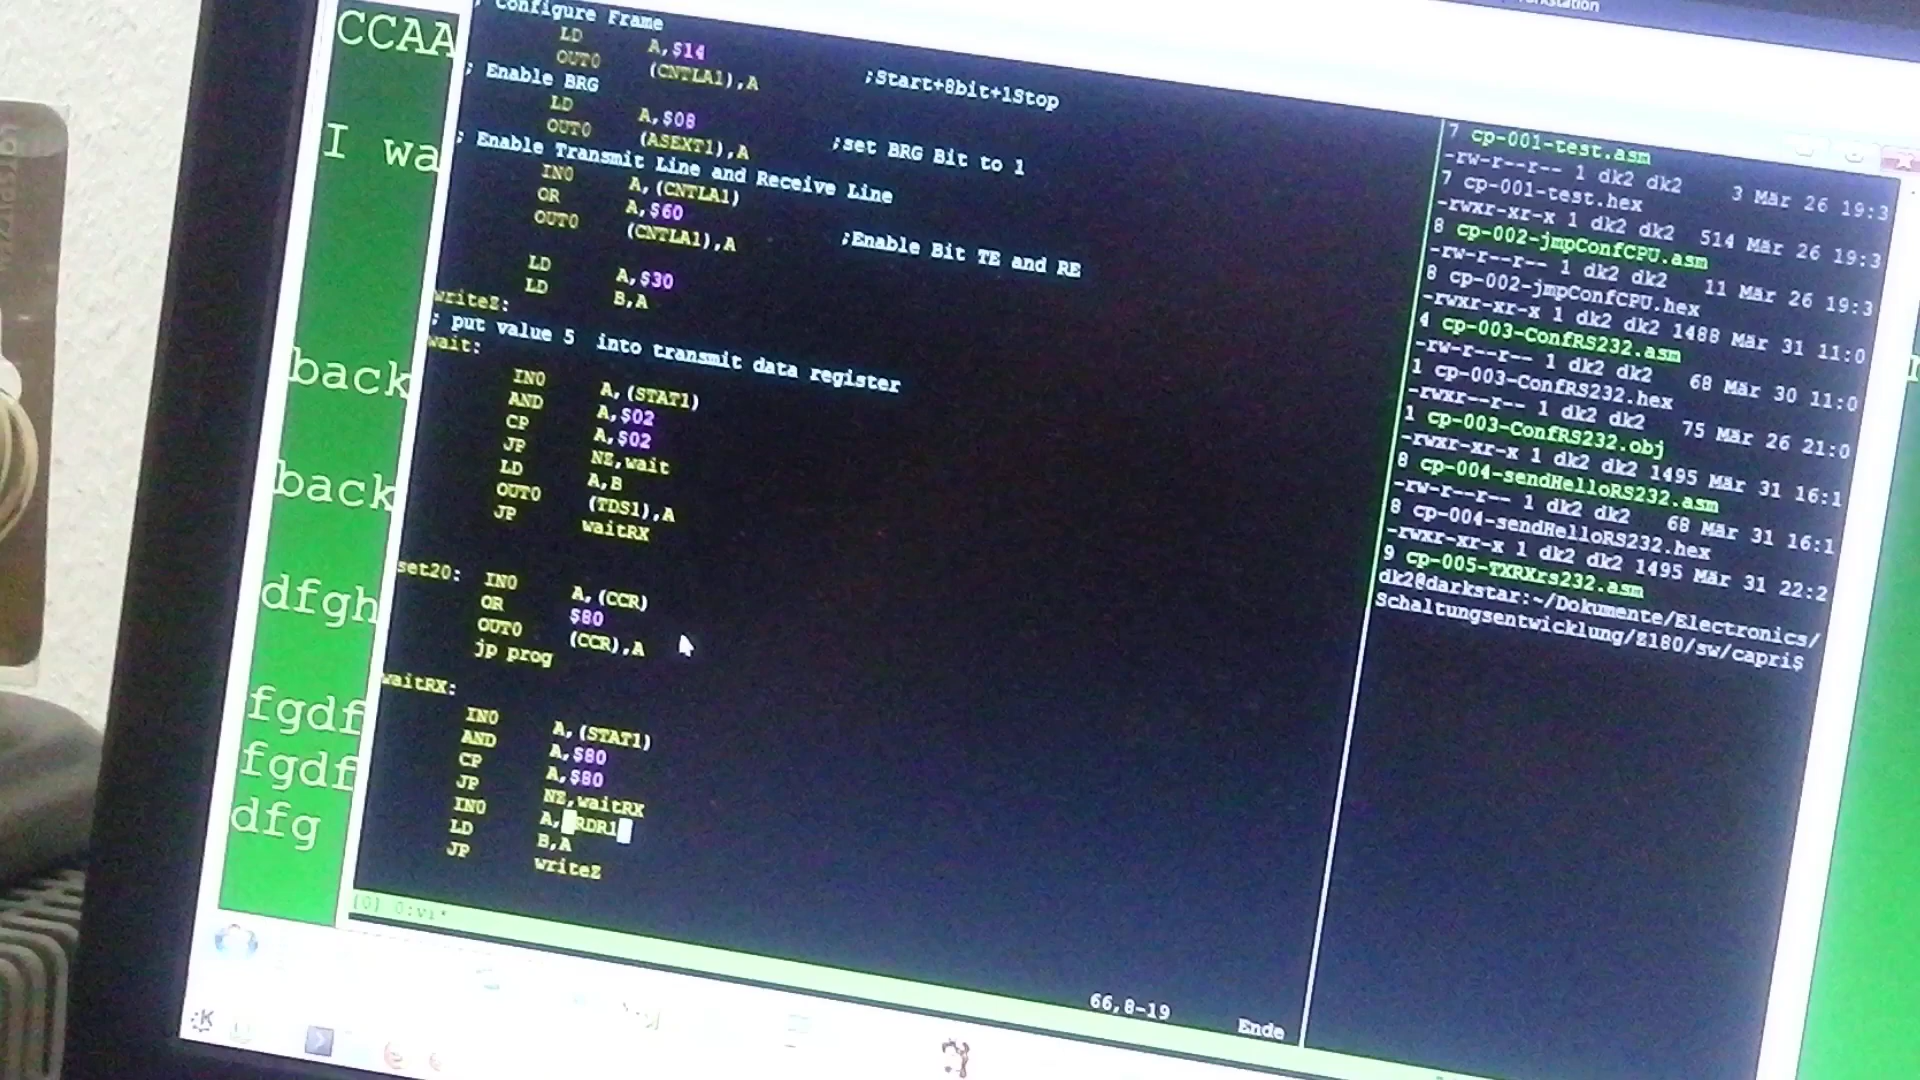 CCAA
I wa
back
back
dfgh
fgdf
fgdf
dfg
; Configure Frame
LD A,$14
OUT0 (CNTLA1),A ;Start+8bit+1Stop
; Enable BRG
LD A,$08
OUT0 (ASEXT1),A ;set BRG Bit to 1
; Enable Transmit Line and Receive Line
IN0 A,(CNTLA1)
OR A,$60
OUT0 (CNTLA1),A ;Enable Bit TE and RE
LD A,$30
LD B,A
writeZ:
; put value 5 into transmit data register
wait:
IN0 A,(STAT1)
AND A,$02
CP A,$02
JP NZ,wait
LD A,B
OUT0 (TDS1),A
JP waitRX
set20: IN0 A,(CCR)
OR $80
OUT0 (CCR),A
jp prog
waitRX:
IN0 A,(STAT1)
AND A,$80
CP A,$80
JP NZ,waitRX
IN0 A,(RDR1)
LD B,A
JP writeZ
66,8-19 Ende
[0] 0:vi*
7 cp-001-test.asm
-rw-r--r-- 1 dk2 dk2 3 Mär 26 19:3
7 cp-001-test.hex
-rwxr-xr-x 1 dk2 dk2 514 Mär 26 19:3
8 cp-002-jmpConfCPU.asm
-rw-r--r-- 1 dk2 dk2 11 Mär 26 19:3
8 cp-002-jmpConfCPU.hex
-rwxr-xr-x 1 dk2 dk2 1488 Mär 31 11:0
4 cp-003-ConfRS232.asm
-rw-r--r-- 1 dk2 dk2 68 Mär 30 11:0
1 cp-003-ConfRS232.hex
-rwxr--r-- 1 dk2 dk2 75 Mär 26 21:0
1 cp-003-ConfRS232.obj
-rwxr-xr-x 1 dk2 dk2 1495 Mär 31 16:1
8 cp-004-sendHelloRS232.asm
-rw-r--r-- 1 dk2 dk2 68 Mär 31 16:1
8 cp-004-sendHelloRS232.hex
-rwxr-xr-x 1 dk2 dk2 1495 Mär 31 22:2
9 cp-005-TXRXrs232.asm
dk2@darkstar:~/Dokumente/Electronics/
Schaltungsentwicklung/Z180/sw/capri$